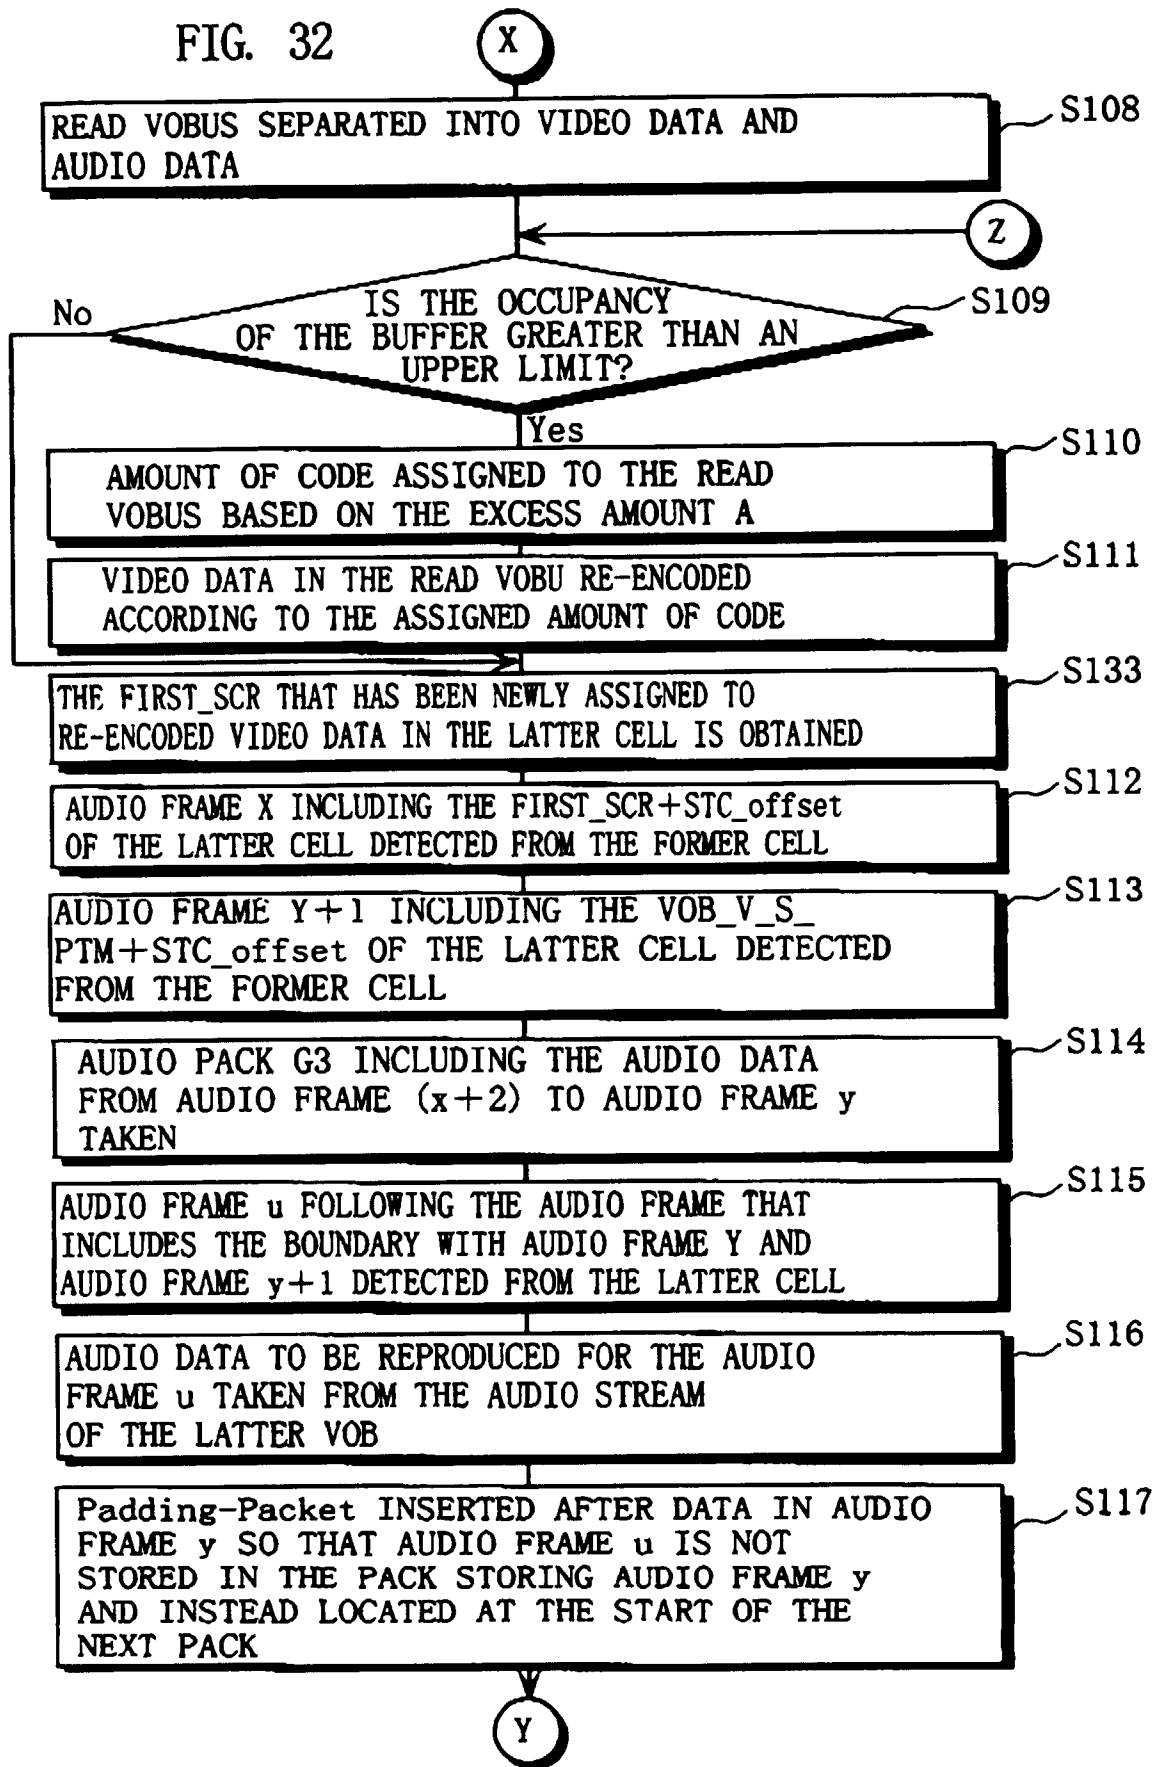 FIG. 32
X
READ VOBUS SEPARATED INTO VIDEO DATA AND
AUDIO DATA
S108
Z
No
IS THE OCCUPANCY
OF THE BUFFER GREATER THAN AN
UPPER LIMIT?
S109
Yes
AMOUNT OF CODE ASSIGNED TO THE READ
VOBUS BASED ON THE EXCESS AMOUNT A
S110
VIDEO DATA IN THE READ VOBU RE-ENCODED
ACCORDING TO THE ASSIGNED AMOUNT OF CODE
S111
THE FIRST_SCR THAT HAS BEEN NEWLY ASSIGNED TO
RE-ENCODED VIDEO DATA IN THE LATTER CELL IS OBTAINED
S133
AUDIO FRAME X INCLUDING THE FIRST_SCR+STC_offset
OF THE LATTER CELL DETECTED FROM THE FORMER CELL
S112
AUDIO FRAME Y+1 INCLUDING THE VOB_V_S_
PTM+STC_offset OF THE LATTER CELL DETECTED
FROM THE FORMER CELL
S113
AUDIO PACK G3 INCLUDING THE AUDIO DATA
FROM AUDIO FRAME (x+2) TO AUDIO FRAME y
TAKEN
S114
AUDIO FRAME u FOLLOWING THE AUDIO FRAME THAT
INCLUDES THE BOUNDARY WITH AUDIO FRAME Y AND
AUDIO FRAME y+1 DETECTED FROM THE LATTER CELL
S115
AUDIO DATA TO BE REPRODUCED FOR THE AUDIO
FRAME u TAKEN FROM THE AUDIO STREAM
OF THE LATTER VOB
S116
Padding-Packet INSERTED AFTER DATA IN AUDIO
FRAME y SO THAT AUDIO FRAME u IS NOT
STORED IN THE PACK STORING AUDIO FRAME y
AND INSTEAD LOCATED AT THE START OF THE
NEXT PACK
S117
Y